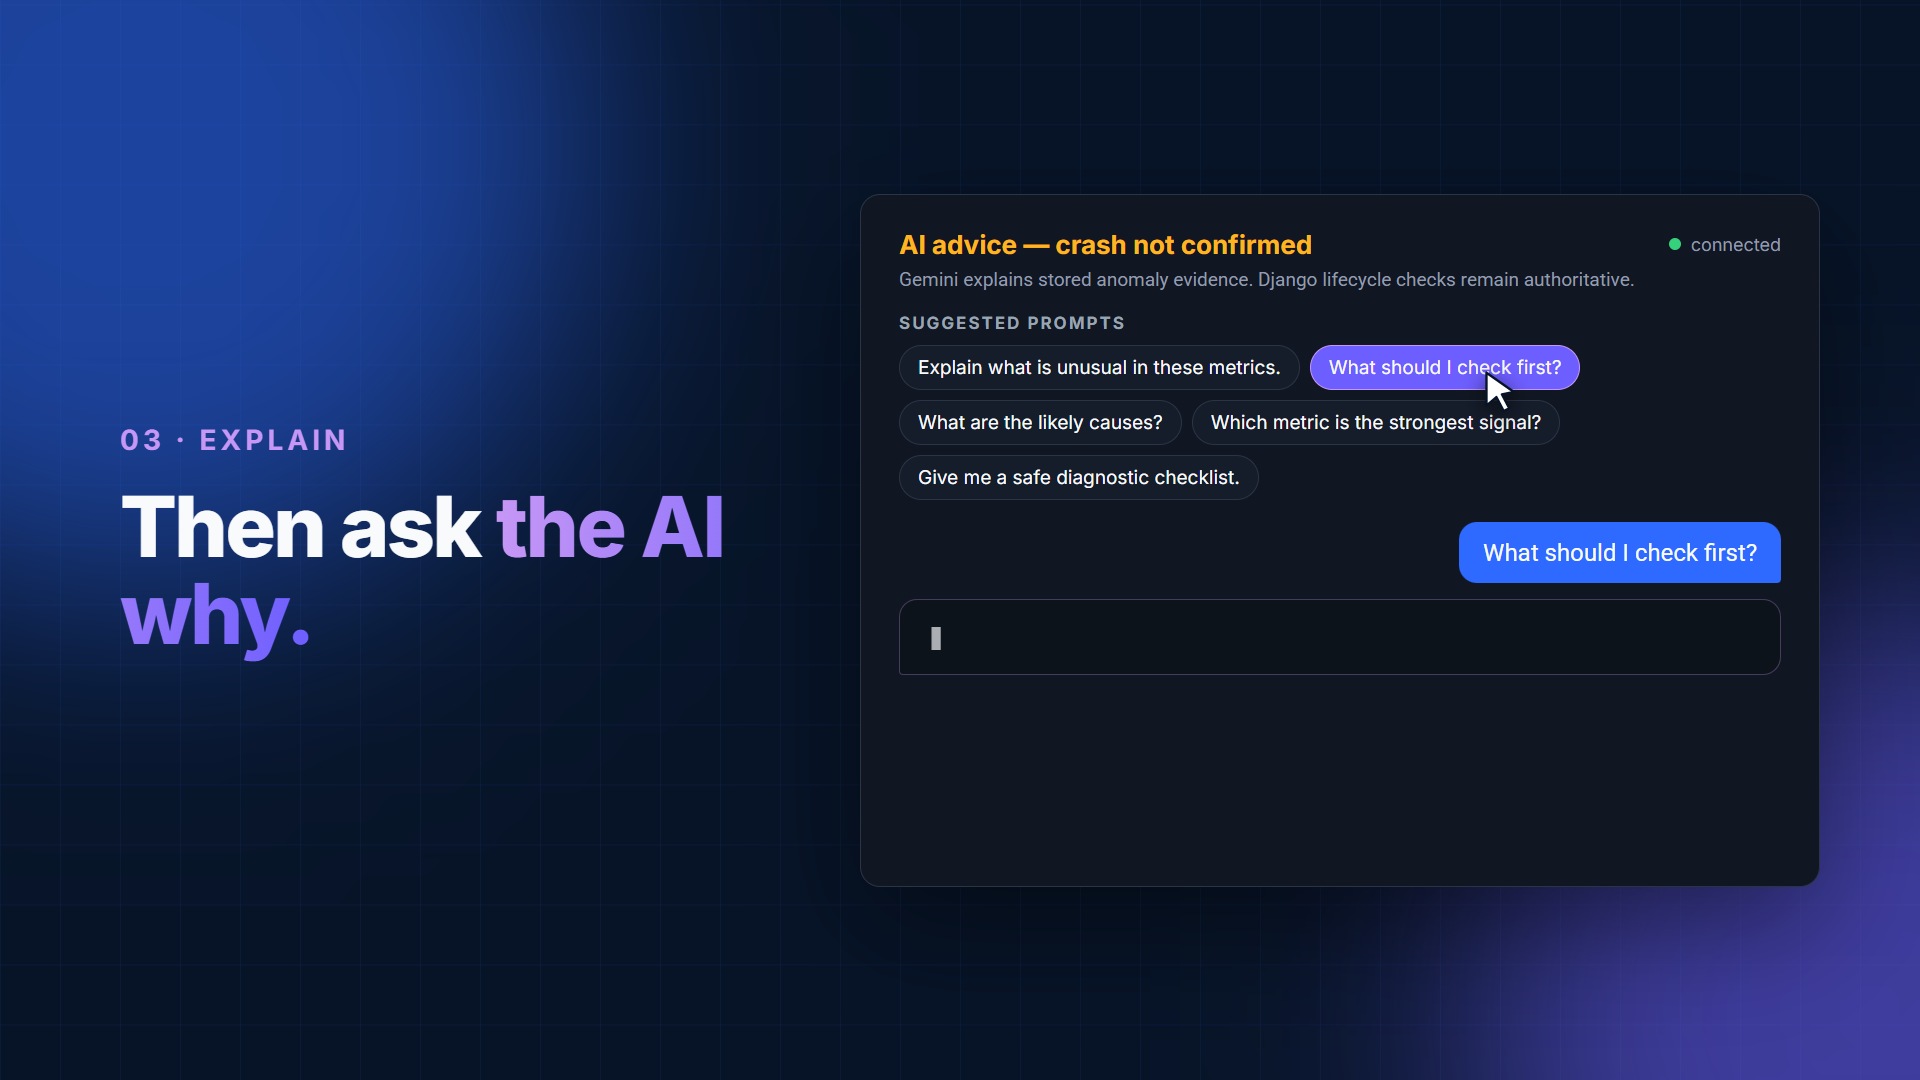 03 · EXPLAIN
Then ask the AI
why.
AI advice — crash not confirmed
connected
Gemini explains stored anomaly evidence. Django lifecycle checks remain authoritative.
SUGGESTED PROMPTS
Explain what is unusual in these metrics.
What should I check first?
What are the likely causes?
Which metric is the strongest signal?
Give me a safe diagnostic checklist.
What should I check first?